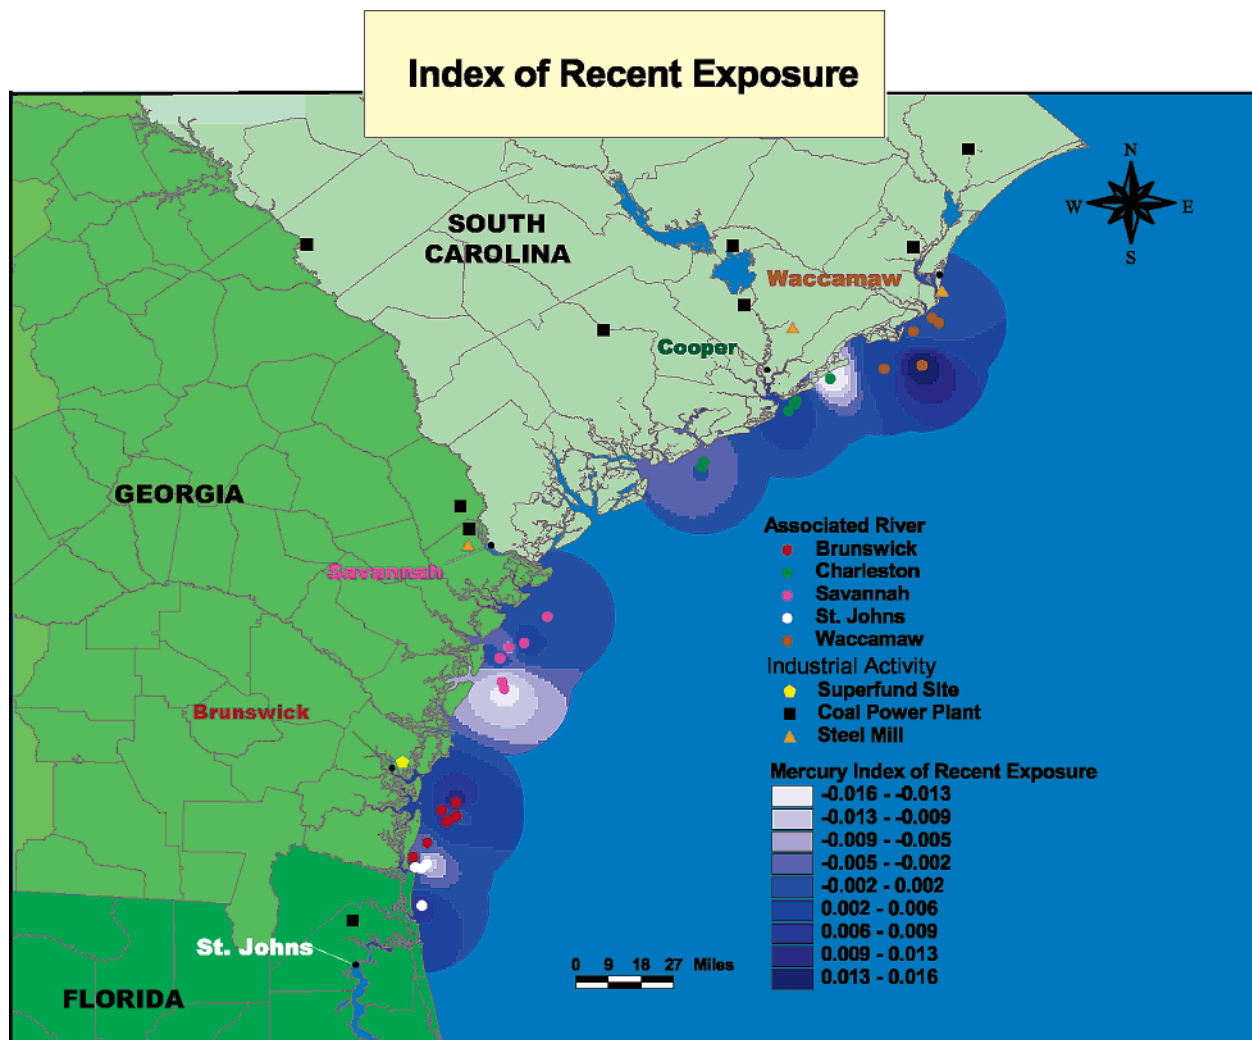 Index of Recent Exposure
N
W
E
S
SOUTH
CAROLINA
Waccamaw
Cooper
GEORGIA
Savannah
Brunswick
St. Johns
FLORIDA
Associated River
Brunswick
Charleston
Savannah
St. Johns
Waccamaw
Industrial Activity
Superfund Site
Coal Power Plant
Steel Mill
Mercury Index of Recent Exposure
-0.016 - -0.013
-0.013 - -0.009
-0.009 - -0.005
-0.005 - -0.002
-0.002 - 0.002
0.002 - 0.006
0.006 - 0.009
0.009 - 0.013
0.013 - 0.016
0 9 18 27 Miles